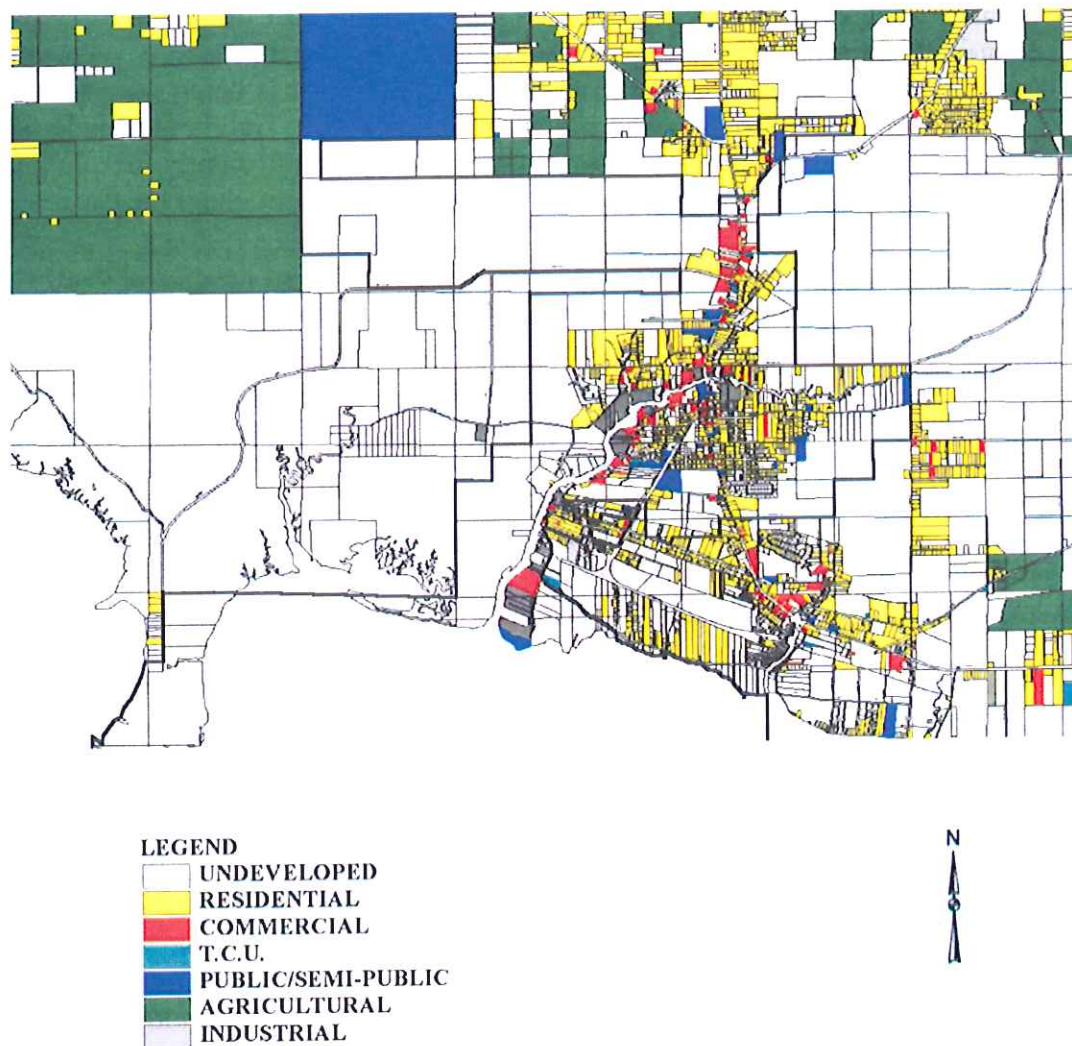 LEGEND
UNDEVELOPED
RESIDENTIAL
COMMERCIAL
T.C.U.
PUBLIC/SEMI-PUBLIC
AGRICULTURAL
INDUSTRIAL
N